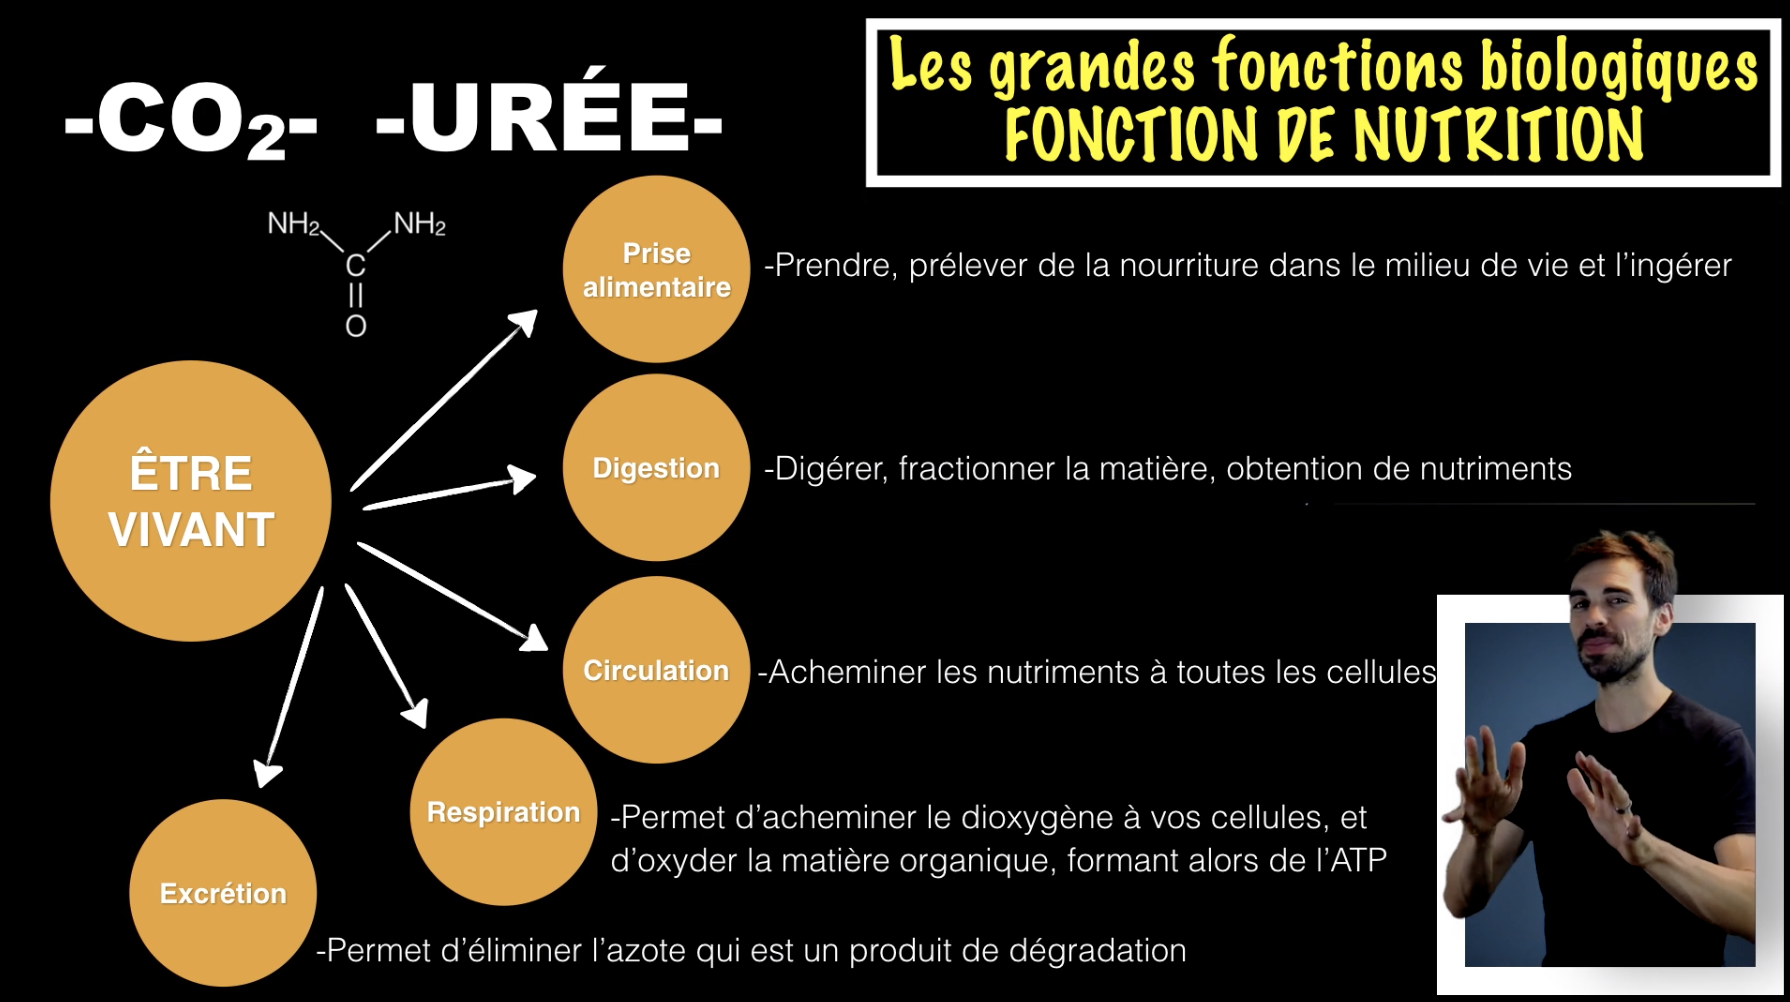 -CO₂- -URÉE-
Les grandes fonctions biologiques
FONCTION DE NUTRITION
NH₂ NH₂
C
O
ÊTRE
VIVANT
Prise
alimentaire
-Prendre, prélever de la nourriture dans le milieu de vie et l’ingérer
Digestion
-Digérer, fractionner la matière, obtention de nutriments
Circulation
-Acheminer les nutriments à toutes les cellules
Respiration
-Permet d’acheminer le dioxygène à vos cellules, et
d’oxyder la matière organique, formant alors de l’ATP
Excrétion
-Permet d’éliminer l’azote qui est un produit de dégradation